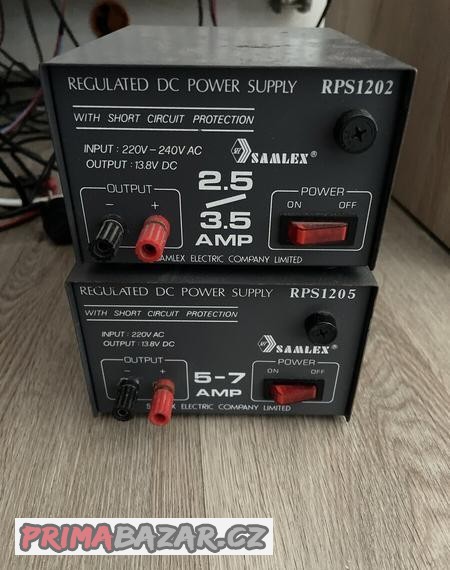 REGULATED DC POWER SUPPLY RPS1202
WITH SHORT CIRCUIT PROTECTION
INPUT : 220V-240V AC
OUTPUT : 13.8V DC
SAMLEX®
OUTPUT
- +
2.5
3.5
AMP
POWER
ON OFF
SAMLEX ELECTRIC COMPANY LIMITED
REGULATED DC POWER SUPPLY RPS1205
WITH SHORT CIRCUIT PROTECTION
INPUT : 220V AC
OUTPUT : 13.8V DC
SAMLEX®
OUTPUT
- +
5-7
AMP
POWER
ON OFF
SAMLEX ELECTRIC COMPANY LIMITED
PRIMABAZAR.CZ